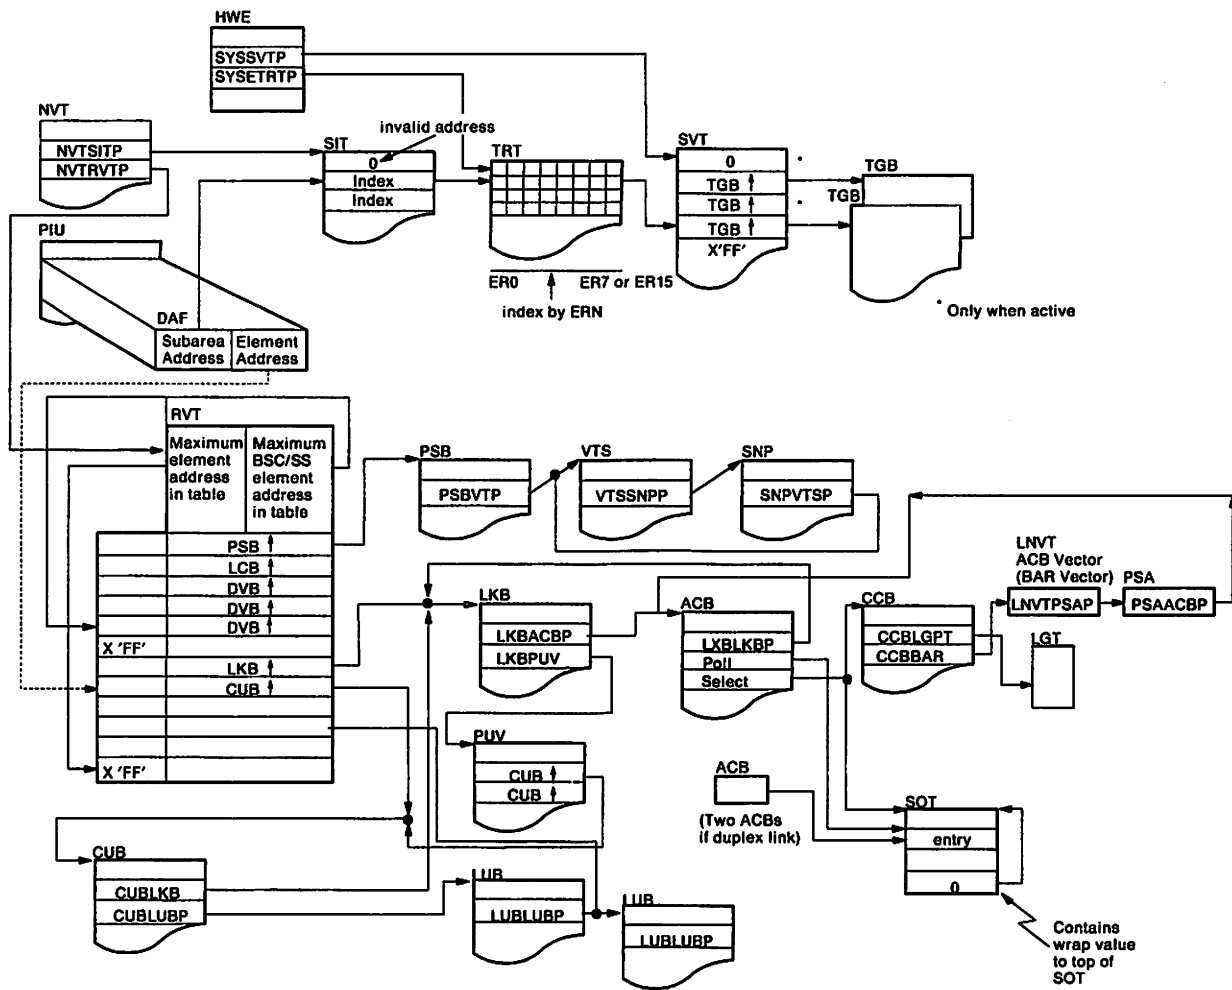 HWE
SYSSVTP
SYSETRTP
NVT
NVTSITP
NVTRVTP
invalid address
SIT
0
Index
Index
TRT
ER0 ER7 or ER15
index by ERN
SVT
0 *
TGB
TGB *
TGB
X'FF'
TGB
TGB
* Only when active
PIU
DAF
Subarea Address
Element Address
RVT
Maximum
element
address
in table
Maximum
BSC/SS
element
address
in table
PSB
LCB
DVB
DVB
DVB
X 'FF'
LKB
CUB
X 'FF'
PSB
PSBVTP
VTS
VTSSNPP
SNP
SNPVTSP
LKB
LKBACBP
LKBPUV
ACB
LXBLKBP
Poll
Select
CCB
CCBLGPT
CCBBAR
LNVT
ACB Vector
(BAR Vector)
LNVTPSAP
PSA
PSAACBP
LGT
PUV
CUB
CUB
ACB
(Two ACBs
if duplex link)
SOT
entry
0
Contains
wrap value
to top of
SOT
CUB
CUBLKB
CUBLUBP
LUB
LUBLUBP
LUB
LUBLUBP